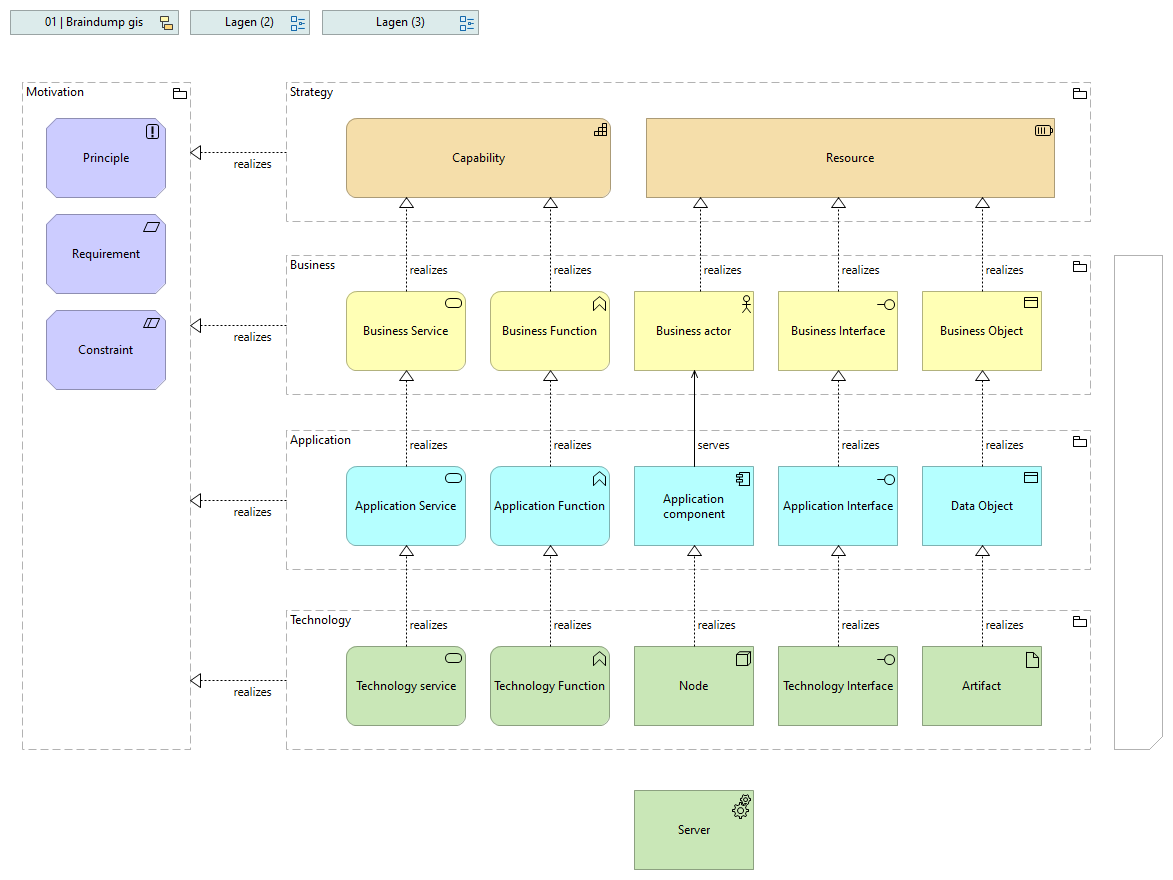 01 | Braindump gis
Lagen (2)
Lagen (3)
Motivation
Strategy
Principle
Capability
Resource
realizes
Requirement
Business
realizes
realizes
realizes
realizes
realizes
Constraint
Business Service
Business Function
Business actor
Business Interface
Business Object
realizes
Application
realizes
realizes
serves
realizes
realizes
Application Service
Application Function
Application
component
Application Interface
Data Object
realizes
Technology
realizes
realizes
realizes
realizes
realizes
Technology service
Technology Function
Node
Technology Interface
Artifact
realizes
Server